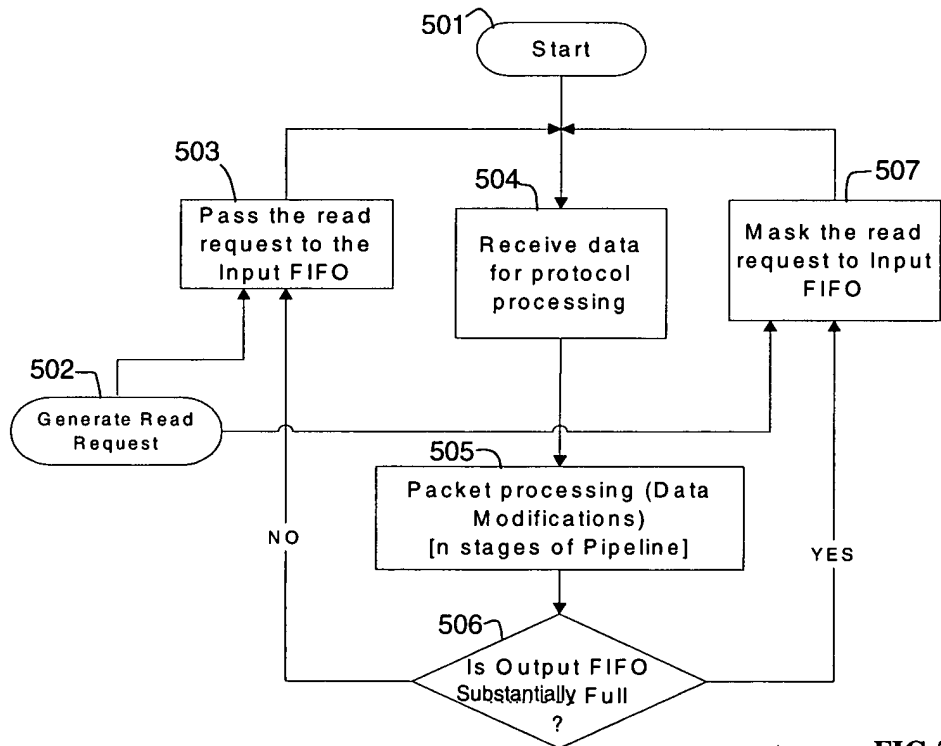 501
Start
503
Pass the read
request to the
Input FIFO
504
Receive data
for protocol
processing
507
Mask the read
request to Input
FIFO
502
Generate Read
Request
505
Packet processing (Data
Modifications)
[n stages of Pipeline]
NO
YES
506
Is Output FIFO
Substantially Full
?